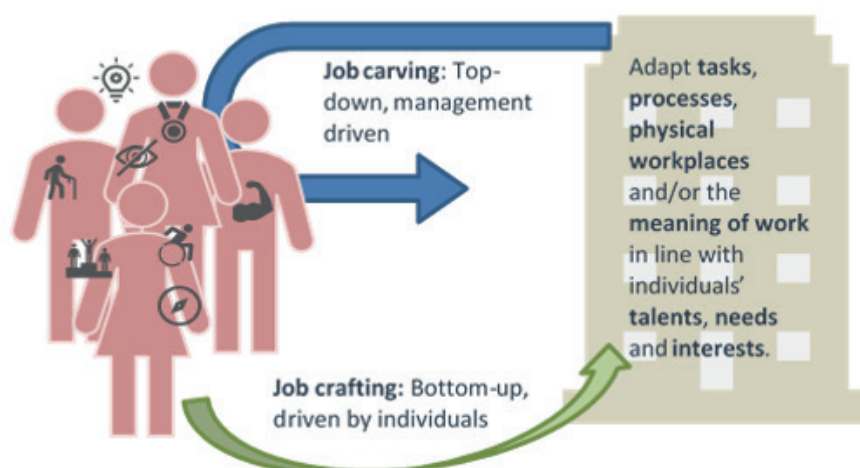 Job carving: Top-
down, management
driven
Adapt tasks,
processes,
physical
workplaces
and/or the
meaning of work
in line with
individuals’
talents, needs
and interests.
Job crafting: Bottom-up,
driven by individuals